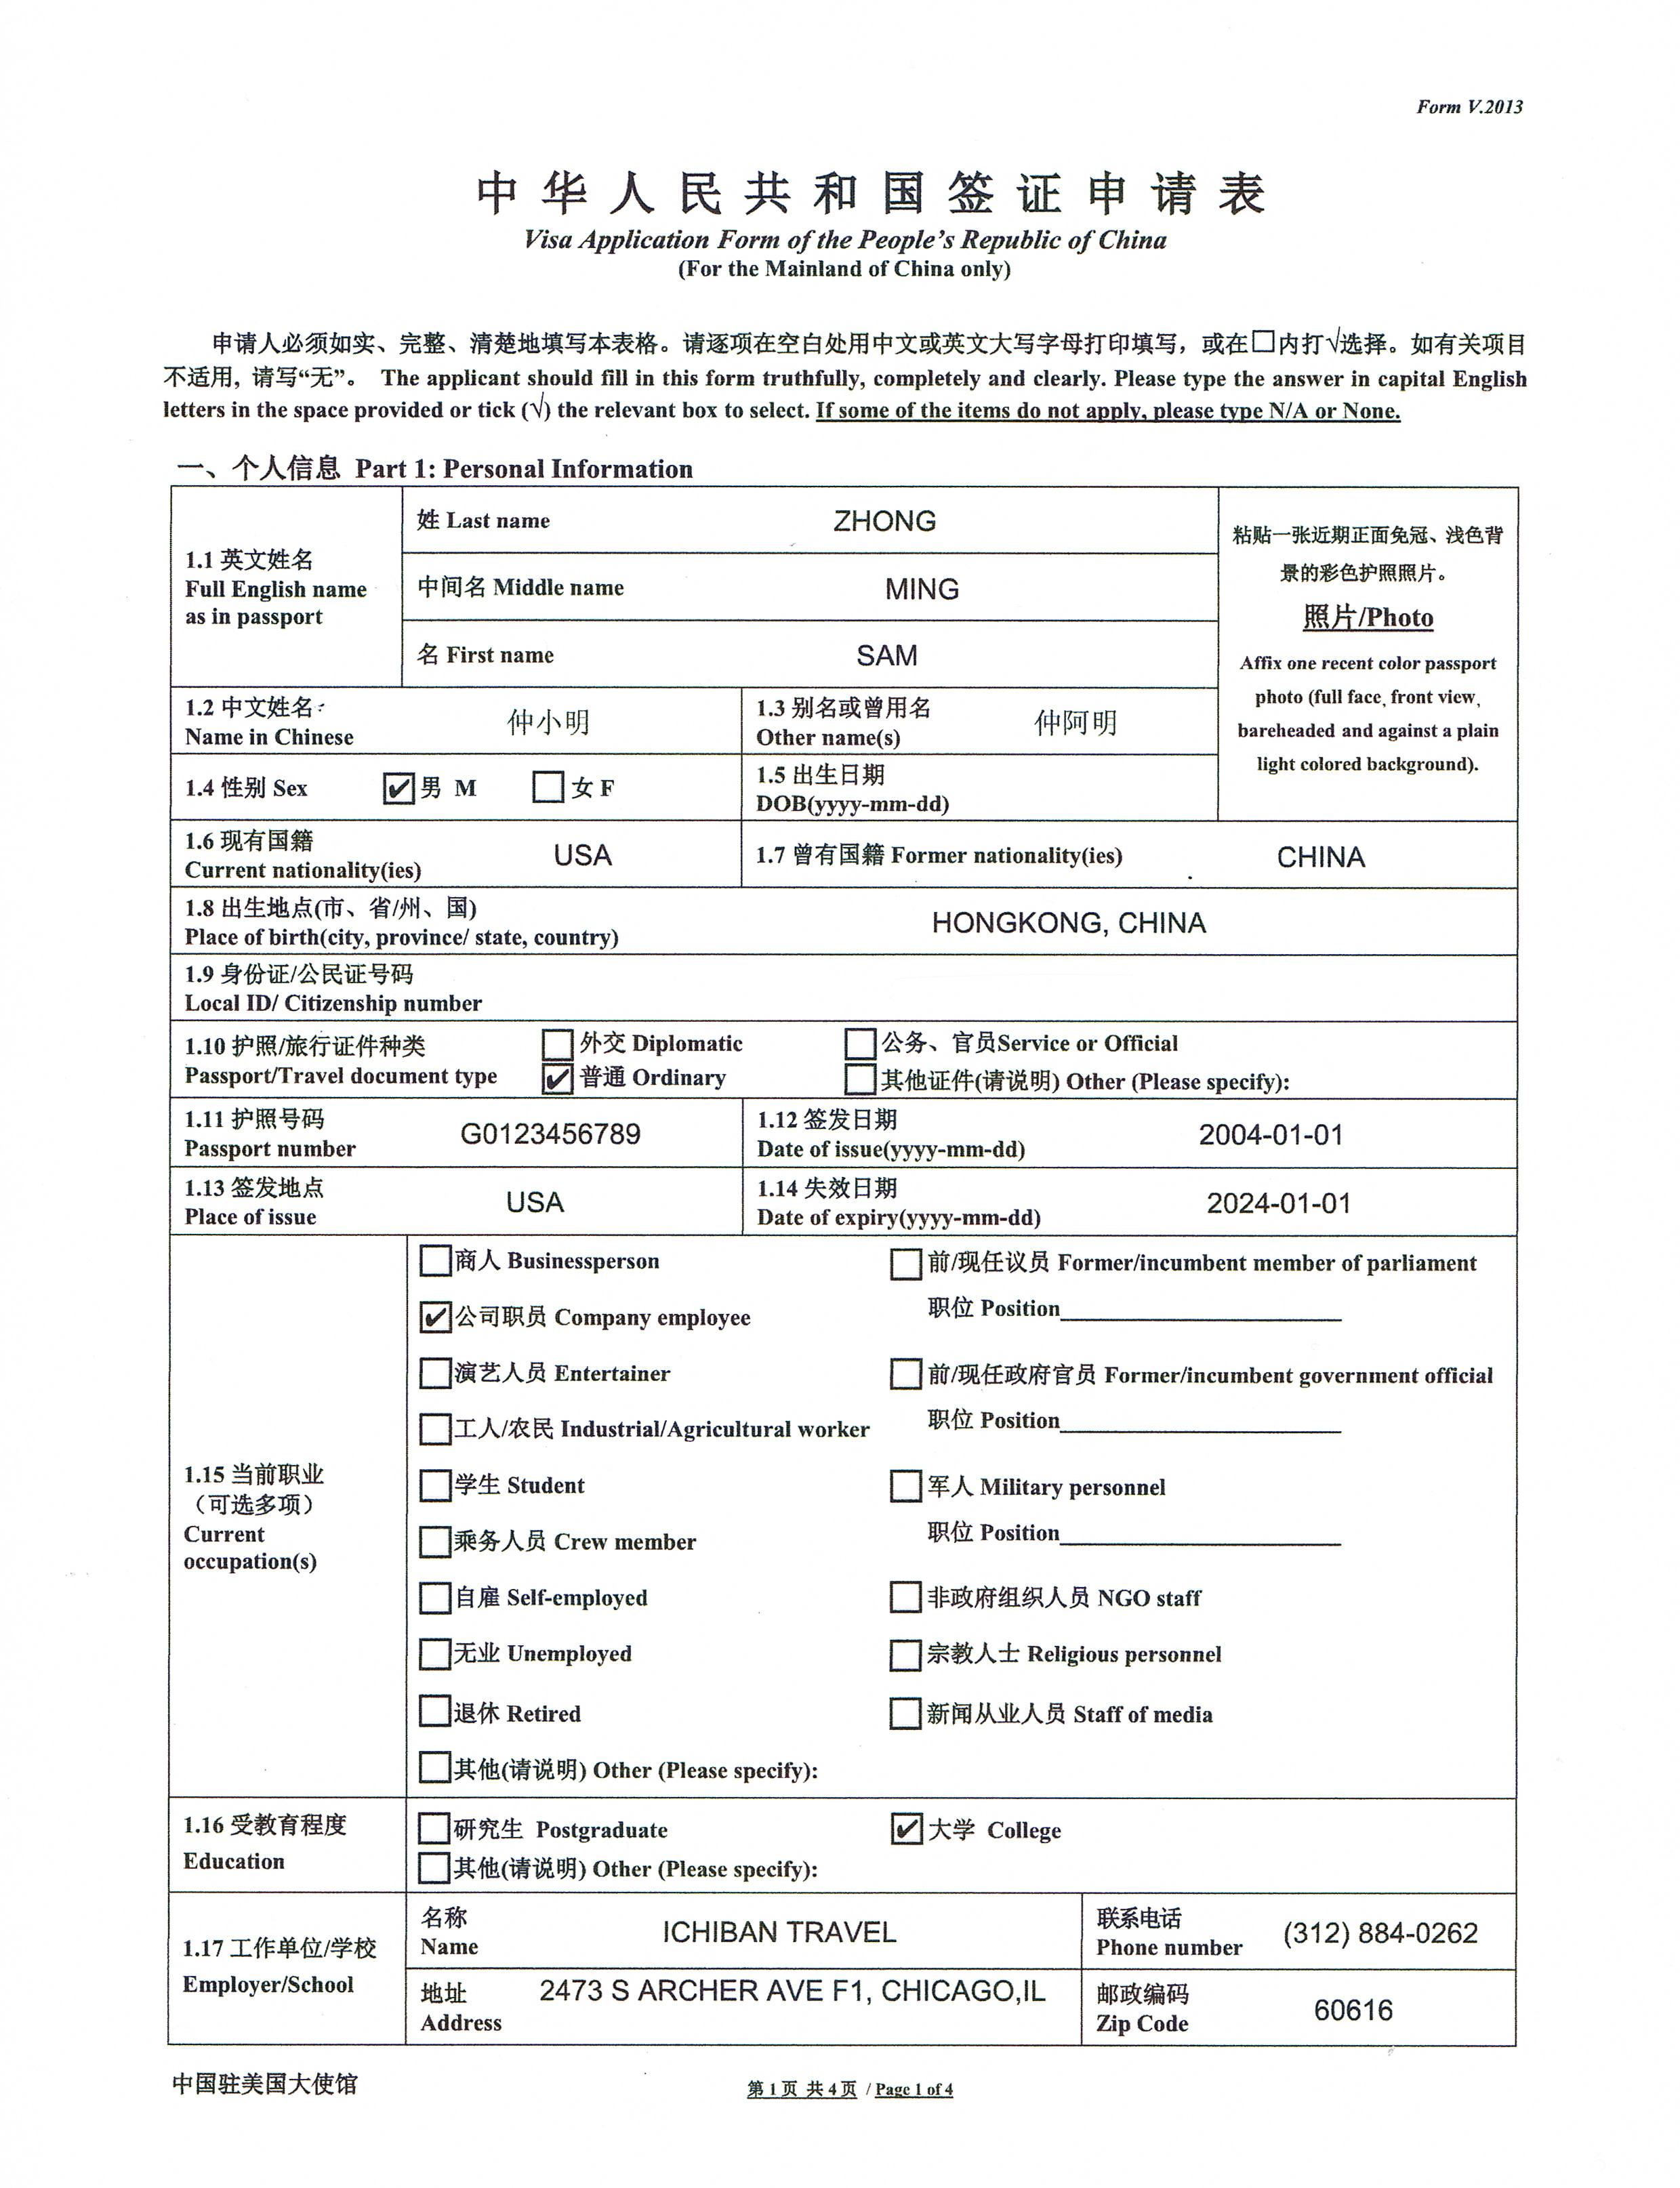 Form V.2013
中华人民共和国签证申请表
Visa Application Form of the People's Republic of China
(For the Mainland of China only)
申请人必须如实、完整、清楚地填写本表格。请逐项在空白处用中文或英文大写字母打印填写，或在□内打√选择。如有关项目
不适用, 请写“无”。 The applicant should fill in this form truthfully, completely and clearly. Please type the answer in capital English
letters in the space provided or tick (√) the relevant box to select. If some of the items do not apply, please type N/A or None.
一、个人信息 Part 1: Personal Information
1.1 英文姓名
Full English name
as in passport
姓 Last name ZHONG
中间名 Middle name MING
名 First name SAM
粘贴一张近期正面免冠、浅色背
景的彩色护照照片。
照片/Photo
Affix one recent color passport
photo (full face, front view,
bareheaded and against a plain
light colored background).
1.2 中文姓名
Name in Chinese
仲小明
1.3 别名或曾用名
Other name(s)
仲阿明
1.4 性别 Sex ✔男 M □女 F
1.5 出生日期
DOB(yyyy-mm-dd)
1.6 现有国籍
Current nationality(ies)
USA
1.7 曾有国籍 Former nationality(ies) CHINA
1.8 出生地点(市、省/州、国)
Place of birth(city, province/ state, country)
HONGKONG, CHINA
1.9 身份证/公民证号码
Local ID/ Citizenship number
1.10 护照/旅行证件种类
Passport/Travel document type
□外交 Diplomatic □公务、官员Service or Official
✔普通 Ordinary □其他证件(请说明) Other (Please specify):
1.11 护照号码
Passport number
G0123456789
1.12 签发日期
Date of issue(yyyy-mm-dd)
2004-01-01
1.13 签发地点
Place of issue
USA
1.14 失效日期
Date of expiry(yyyy-mm-dd)
2024-01-01
1.15 当前职业
（可选多项）
Current
occupation(s)
□商人 Businessperson
✔公司职员 Company employee
□演艺人员 Entertainer
□工人/农民 Industrial/Agricultural worker
□学生 Student
□乘务人员 Crew member
□自雇 Self-employed
□无业 Unemployed
□退休 Retired
□其他(请说明) Other (Please specify):
□前/现任议员 Former/incumbent member of parliament
职位 Position
□前/现任政府官员 Former/incumbent government official
职位 Position
□军人 Military personnel
职位 Position
□非政府组织人员 NGO staff
□宗教人士 Religious personnel
□新闻从业人员 Staff of media
1.16 受教育程度
Education
□研究生 Postgraduate ✔大学 College
□其他(请说明) Other (Please specify):
1.17 工作单位/学校
Employer/School
名称
Name
ICHIBAN TRAVEL
联系电话
Phone number
(312) 884-0262
地址
Address
2473 S ARCHER AVE F1, CHICAGO,IL
邮政编码
Zip Code
60616
中国驻美国大使馆
第 1 页 共 4 页 / Page 1 of 4